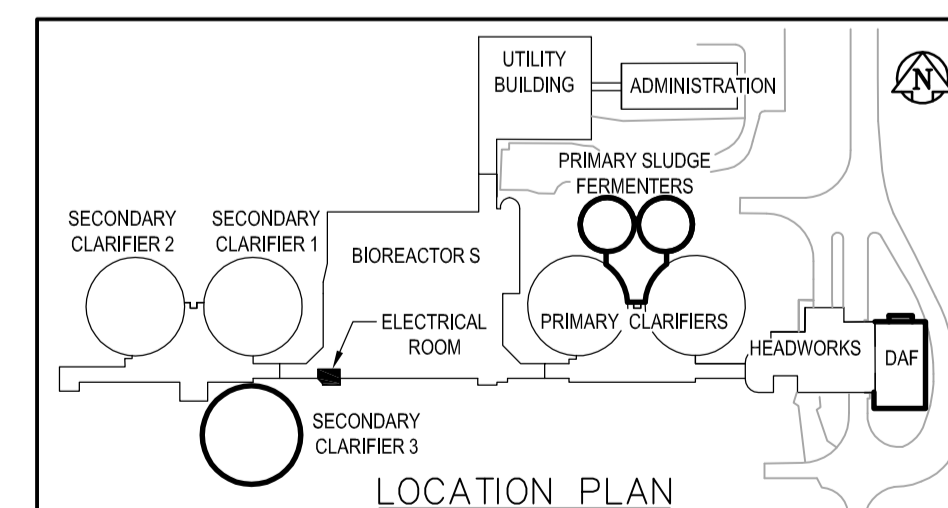 UTILITY
BUILDING
ADMINISTRATION
N
PRIMARY SLUDGE
FERMENTERS
SECONDARY
CLARIFIER 2
SECONDARY
CLARIFIER 1
BIOREACTOR S
ELECTRICAL
ROOM
PRIMARY CLARIFIERS
HEADWORKS
DAF
SECONDARY
CLARIFIER 3
LOCATION PLAN